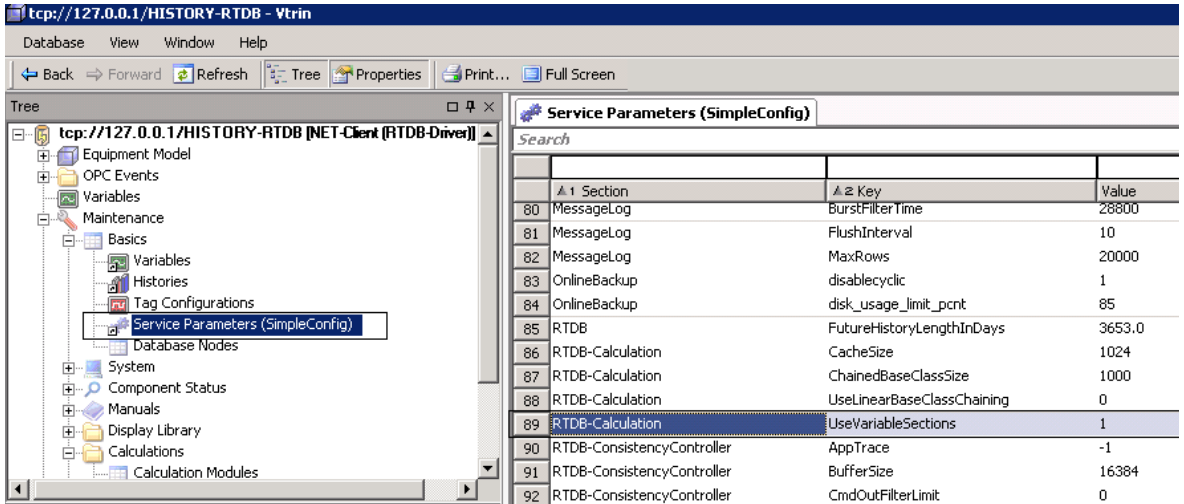 tcp://127.0.0.1/HISTORY-RTDB - Vtrin
Database View Window Help
Back Forward Refresh Tree Properties Print... Full Screen
Tree
tcp://127.0.0.1/HISTORY-RTDB [NET-Client (RTDB-Driver)]
Equipment Model
OPC Events
Variables
Maintenance
Basics
Variables
Histories
Tag Configurations
Service Parameters (SimpleConfig)
Database Nodes
System
Component Status
Manuals
Display Library
Calculations
Calculation Modules
Service Parameters (SimpleConfig)
Search
1 Section 2 Key Value
80 MessageLog BurstFilterTime 28800
81 MessageLog FlushInterval 10
82 MessageLog MaxRows 20000
83 OnlineBackup disablecyclic 1
84 OnlineBackup disk_usage_limit_pcnt 85
85 RTDB FutureHistoryLengthInDays 3653.0
86 RTDB-Calculation CacheSize 1024
87 RTDB-Calculation ChainedBaseClassSize 1000
88 RTDB-Calculation UseLinearBaseClassChaining 0
89 RTDB-Calculation UseVariableSections 1
90 RTDB-ConsistencyController AppTrace -1
91 RTDB-ConsistencyController BufferSize 16384
92 RTDB-ConsistencyController CmdOutFilterLimit 0